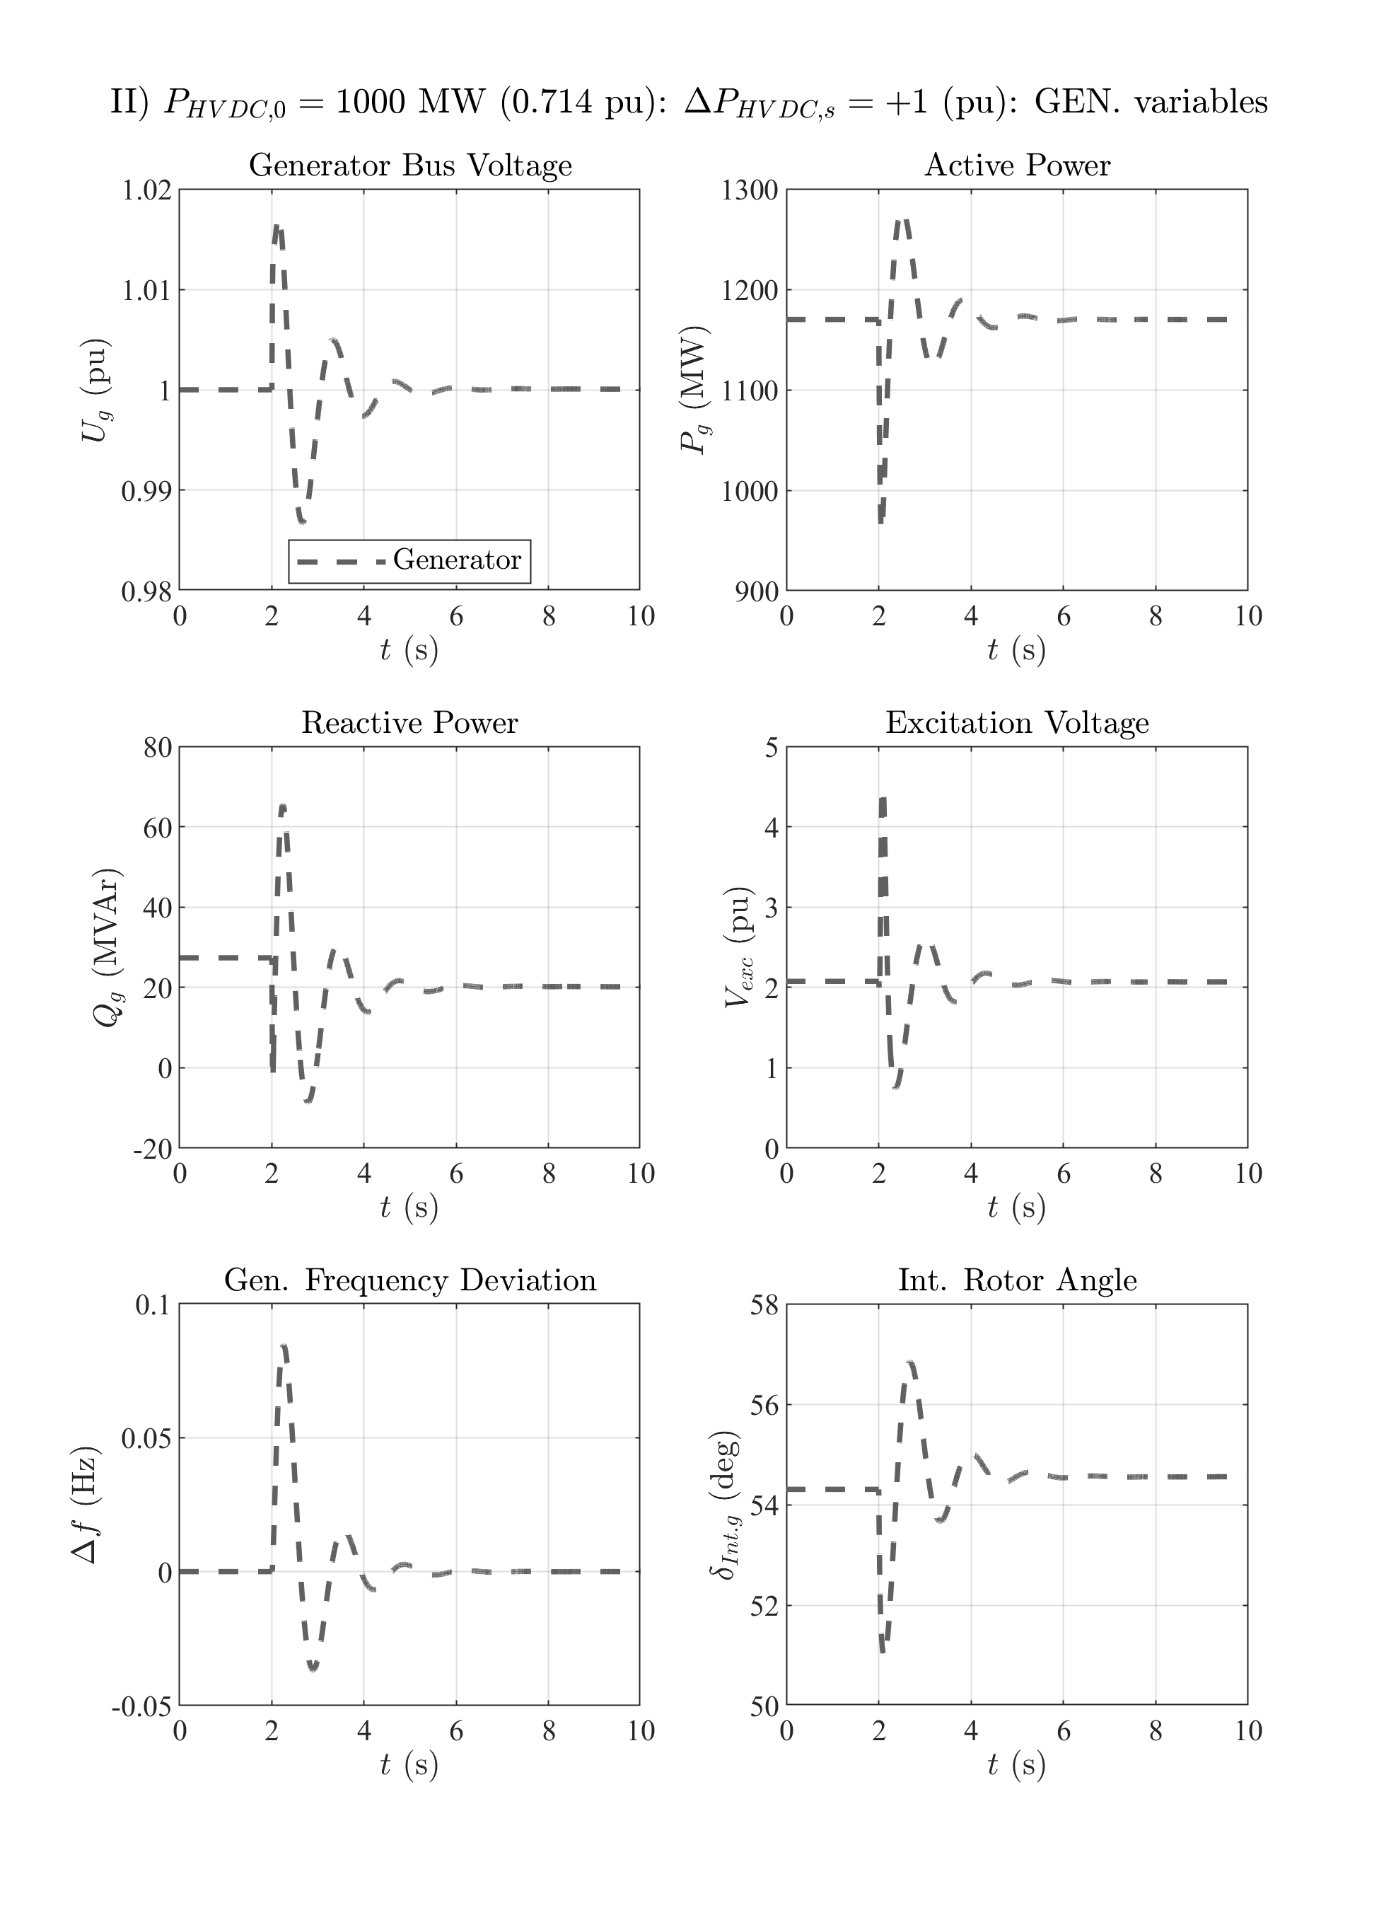 II) P_{HVDC,0} = 1000 MW (0.714 pu): ΔP_{HVDC,s} = +1 (pu): GEN. variables
Generator Bus Voltage
1.02
1.01
1
0.99
0.98
U_g (pu)
Generator
0 2 4 6 8 10
t (s)
Active Power
1300
1200
1100
1000
900
P_g (MW)
0 2 4 6 8 10
t (s)
Reactive Power
80
60
40
20
0
-20
Q_g (MVAr)
0 2 4 6 8 10
t (s)
Excitation Voltage
5
4
3
2
1
0
V_{exc} (pu)
0 2 4 6 8 10
t (s)
Gen. Frequency Deviation
0.1
0.05
0
-0.05
Δf (Hz)
0 2 4 6 8 10
t (s)
Int. Rotor Angle
58
56
54
52
50
δ_{Int.g} (deg)
0 2 4 6 8 10
t (s)